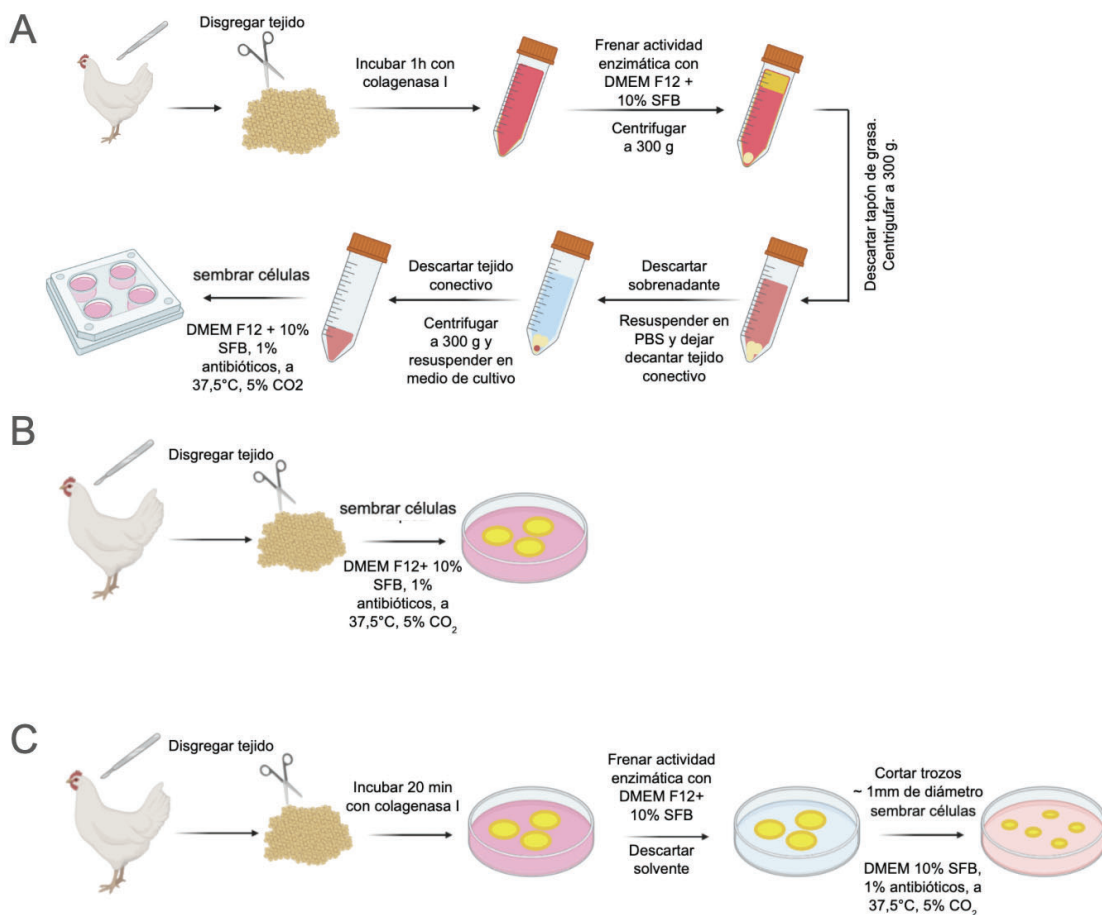 A
Disgregar tejido
Incubar 1h con
colagenasa I
Frenar actividad
enzimática con
DMEM F12 +
10% SFB
Centrifugar
a 300 g
Descartar tapón de grasa.
Centrigufar a 300 g.
Descartar
sobrenadante
Resuspender en
PBS y dejar
decantar tejido
conectivo
Descartar tejido
conectivo
Centrifugar
a 300 g y
resuspender en
medio de cultivo
sembrar células
DMEM F12 + 10%
SFB, 1%
antibióticos, a
37,5°C, 5% CO2
B
Disgregar tejido
sembrar células
DMEM F12+ 10%
SFB, 1%
antibióticos, a
37,5°C, 5% CO₂
C
Disgregar tejido
Incubar 20 min
con colagenasa I
Frenar actividad
enzimática con
DMEM F12+
10% SFB
Descartar
solvente
Cortar trozos
~ 1mm de diámetro
sembrar células
DMEM 10% SFB,
1% antibióticos, a
37,5°C, 5% CO₂